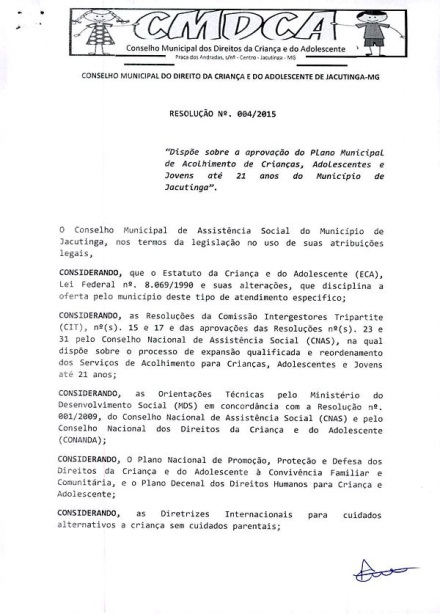 CMDCA
Conselho Municipal dos Direitos da Criança e do Adolescente
Praça dos Andradas, s/nº - Centro - Jacutinga - MG
CONSELHO MUNICIPAL DO DIREITO DA CRIANÇA E DO ADOLESCENTE DE JACUTINGA-MG
RESOLUÇÃO Nº. 004/2015
"Dispõe sobre a aprovação do Plano Municipal
de Acolhimento de Crianças, Adolescentes e
Jovens até 21 anos do Município de
Jacutinga".
O Conselho Municipal de Assistência Social do Município de
Jacutinga, nos termos da legislação no uso de suas atribuições
legais,
CONSIDERANDO, que o Estatuto da Criança e do Adolescente (ECA),
Lei Federal nº. 8.069/1990 e suas alterações, que disciplina a
oferta pelo município deste tipo de atendimento especifico;
CONSIDERANDO, as Resoluções da Comissão Intergestores Tripartite
(CIT), nº(s). 15 e 17 e das aprovações das Resoluções nº(s). 23 e
31 pelo Conselho Nacional de Assistência Social (CNAS), na qual
dispõe sobre o processo de expansão qualificada e reordenamento
dos Serviços de Acolhimento para Crianças, Adolescentes e Jovens
até 21 anos;
CONSIDERANDO, as Orientações Técnicas pelo Ministério do
Desenvolvimento Social (MDS) em concordância com a Resolução nº.
001/2009, do Conselho Nacional de Assistência Social (CNAS) e pelo
Conselho Nacional dos Direitos da Criança e do Adolescente
(CONANDA);
CONSIDERANDO, O Plano Nacional de Promoção, Proteção e Defesa dos
Direitos da Criança e do Adolescente à Convivência Familiar e
Comunitária, e o Plano Decenal dos Direitos Humanos para Criança e
Adolescente;
CONSIDERANDO, as Diretrizes Internacionais para cuidados
alternativos a criança sem cuidados parentais;